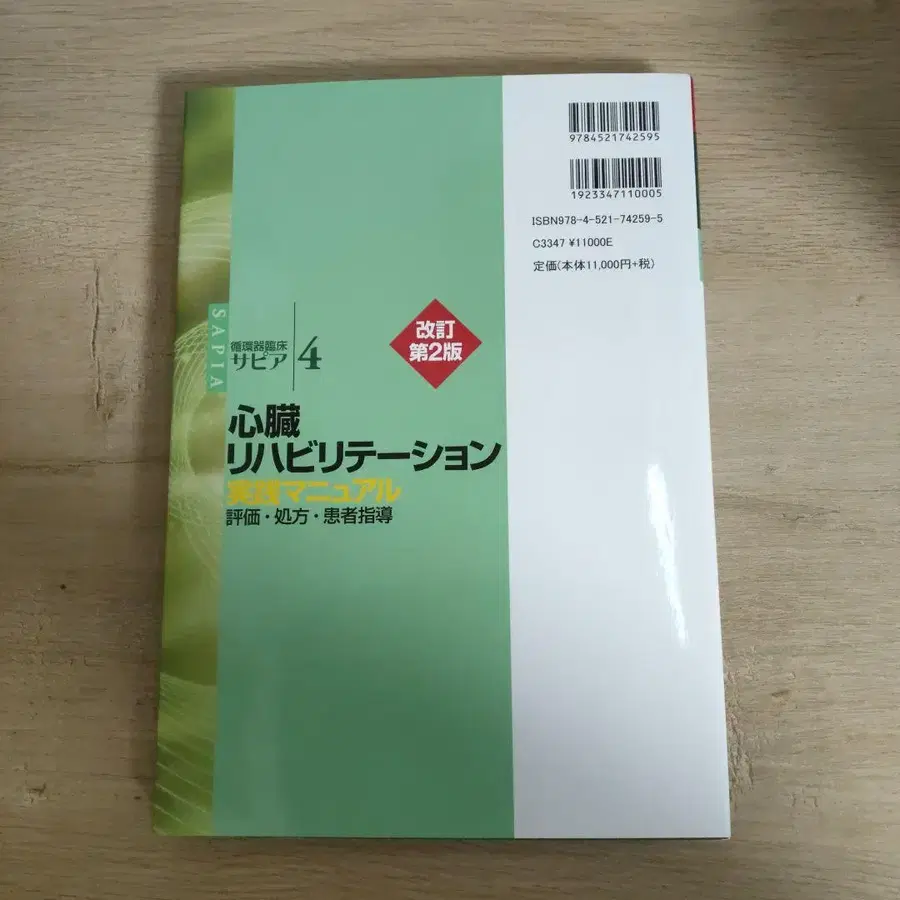 9784521742595
1923347110005
ISBN978-4-521-74259-5
C3347 ¥11000E
定価(本体11,000円+税)
SAPIA
循環器臨床
サピア
4
改訂
第2版
心臓
リハビリテーション
実践マニュアル
評価・処方・患者指導